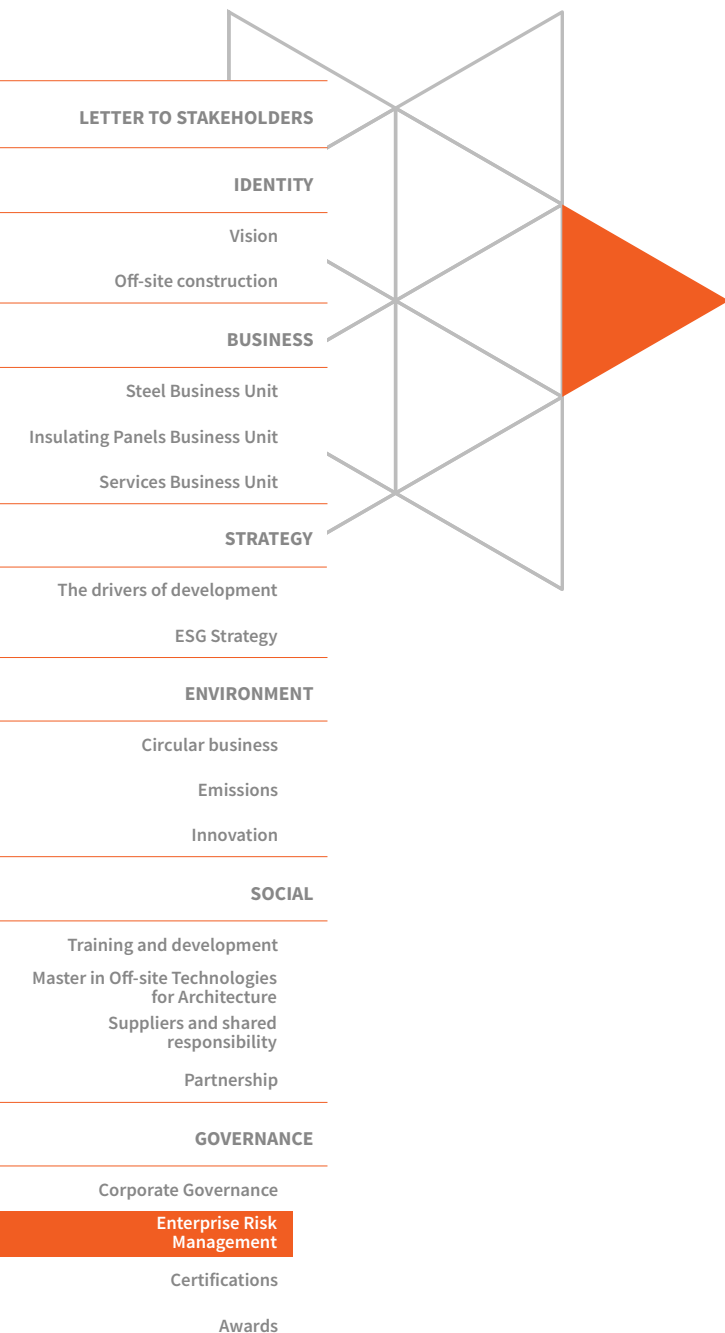 LETTER TO STAKEHOLDERS
IDENTITY
Vision
Off-site construction
BUSINESS
Steel Business Unit
Insulating Panels Business Unit
Services Business Unit
STRATEGY
The drivers of development
ESG Strategy
ENVIRONMENT
Circular business
Emissions
Innovation
SOCIAL
Training and development
Master in Off-site Technologies
for Architecture
Suppliers and shared
responsibility
Partnership
GOVERNANCE
Corporate Governance
Enterprise Risk
Management
Certifications
Awards